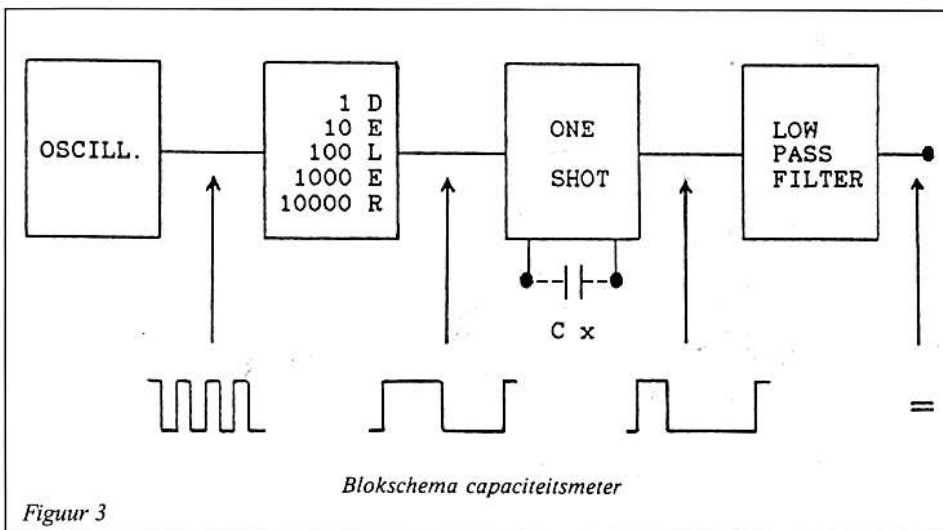 OSCILL.
1 D
10 E
100 L
1000 E
10000 R
ONE
SHOT
LOW
PASS
FILTER
C x
=
Blokschema capaciteitsmeter
Figuur 3